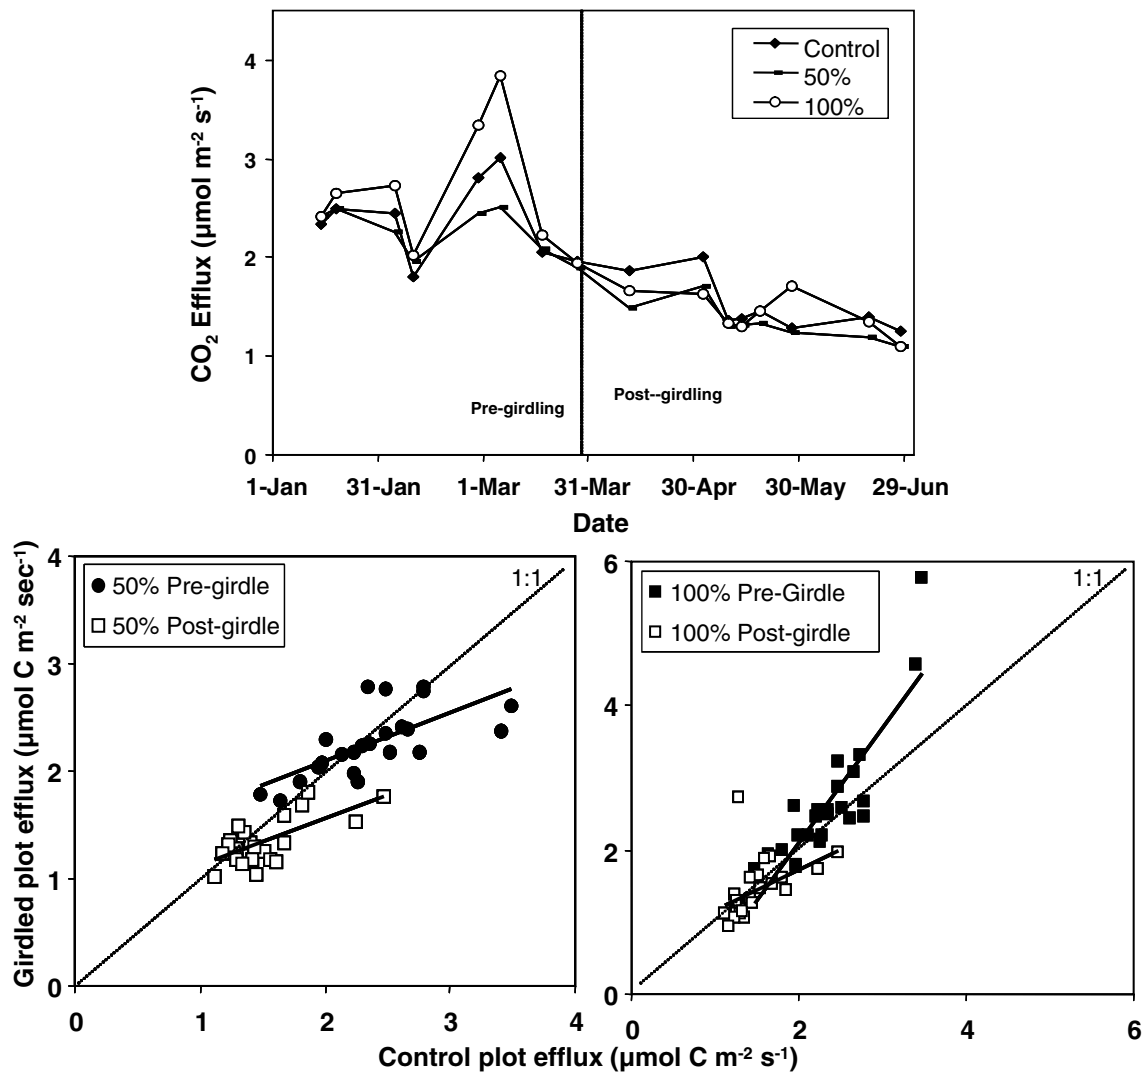 CO2 Efflux (µmol m-2 s-1)
4
3
2
1
0
Control
50%
100%
Pre-girdling
Post--girdling
1-Jan
31-Jan
1-Mar
31-Mar
30-Apr
30-May
29-Jun
Date
Girdled plot efflux (µmol C m-2 sec-1)
4
3
2
1
0
50% Pre-girdle
50% Post-girdle
1:1
0
1
2
3
4
6
4
2
0
100% Pre-Girdle
100% Post-girdle
1:1
0
2
4
6
Control plot efflux (µmol C m-2 s-1)